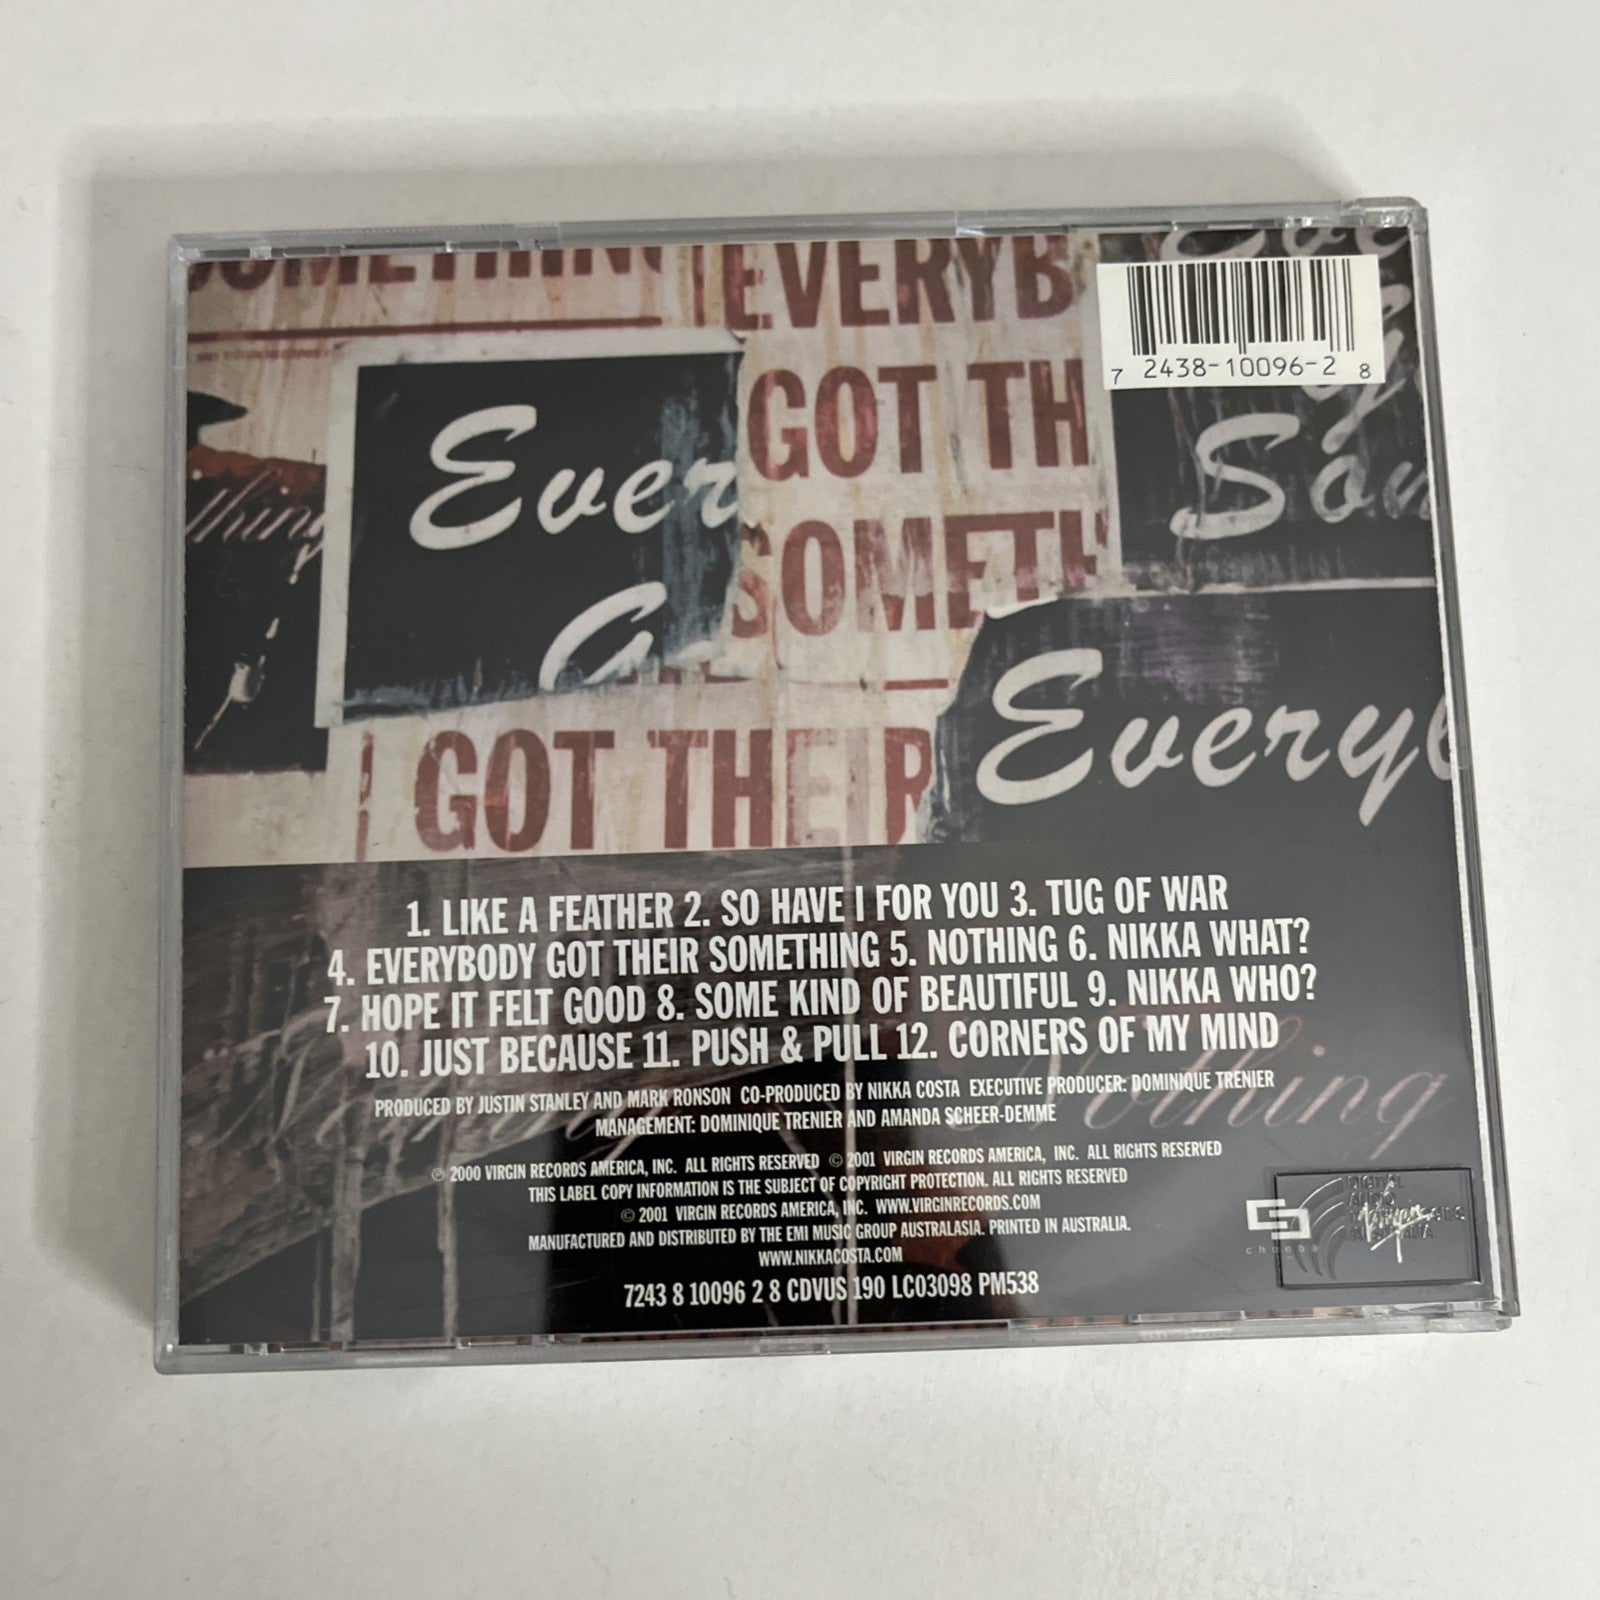 SOMETHING
EVERYB
GOT TH
SOMETH
Ever
G
thing
Som
Everyb
GOT THEIR
7 2438-10096-2 8
1. LIKE A FEATHER 2. SO HAVE I FOR YOU 3. TUG OF WAR
4. EVERYBODY GOT THEIR SOMETHING 5. NOTHING 6. NIKKA WHAT?
7. HOPE IT FELT GOOD 8. SOME KIND OF BEAUTIFUL 9. NIKKA WHO?
10. JUST BECAUSE 11. PUSH & PULL 12. CORNERS OF MY MIND
Nothing
PRODUCED BY JUSTIN STANLEY AND MARK RONSON CO-PRODUCED BY NIKKA COSTA EXECUTIVE PRODUCER: DOMINIQUE TRENIER
MANAGEMENT: DOMINIQUE TRENIER AND AMANDA SCHEER-DEMME
℗ 2000 VIRGIN RECORDS AMERICA, INC. ALL RIGHTS RESERVED © 2001 VIRGIN RECORDS AMERICA, INC. ALL RIGHTS RESERVED
THIS LABEL COPY INFORMATION IS THE SUBJECT OF COPYRIGHT PROTECTION. ALL RIGHTS RESERVED
© 2001 VIRGIN RECORDS AMERICA, INC. WWW.VIRGINRECORDS.COM
MANUFACTURED AND DISTRIBUTED BY THE EMI MUSIC GROUP AUSTRALASIA. PRINTED IN AUSTRALIA.
WWW.NIKKACOSTA.COM
7243 8 10096 2 8 CDVUS 190 LC03098 PM538
cheeba
DIGITAL
AUDIO
Virgin